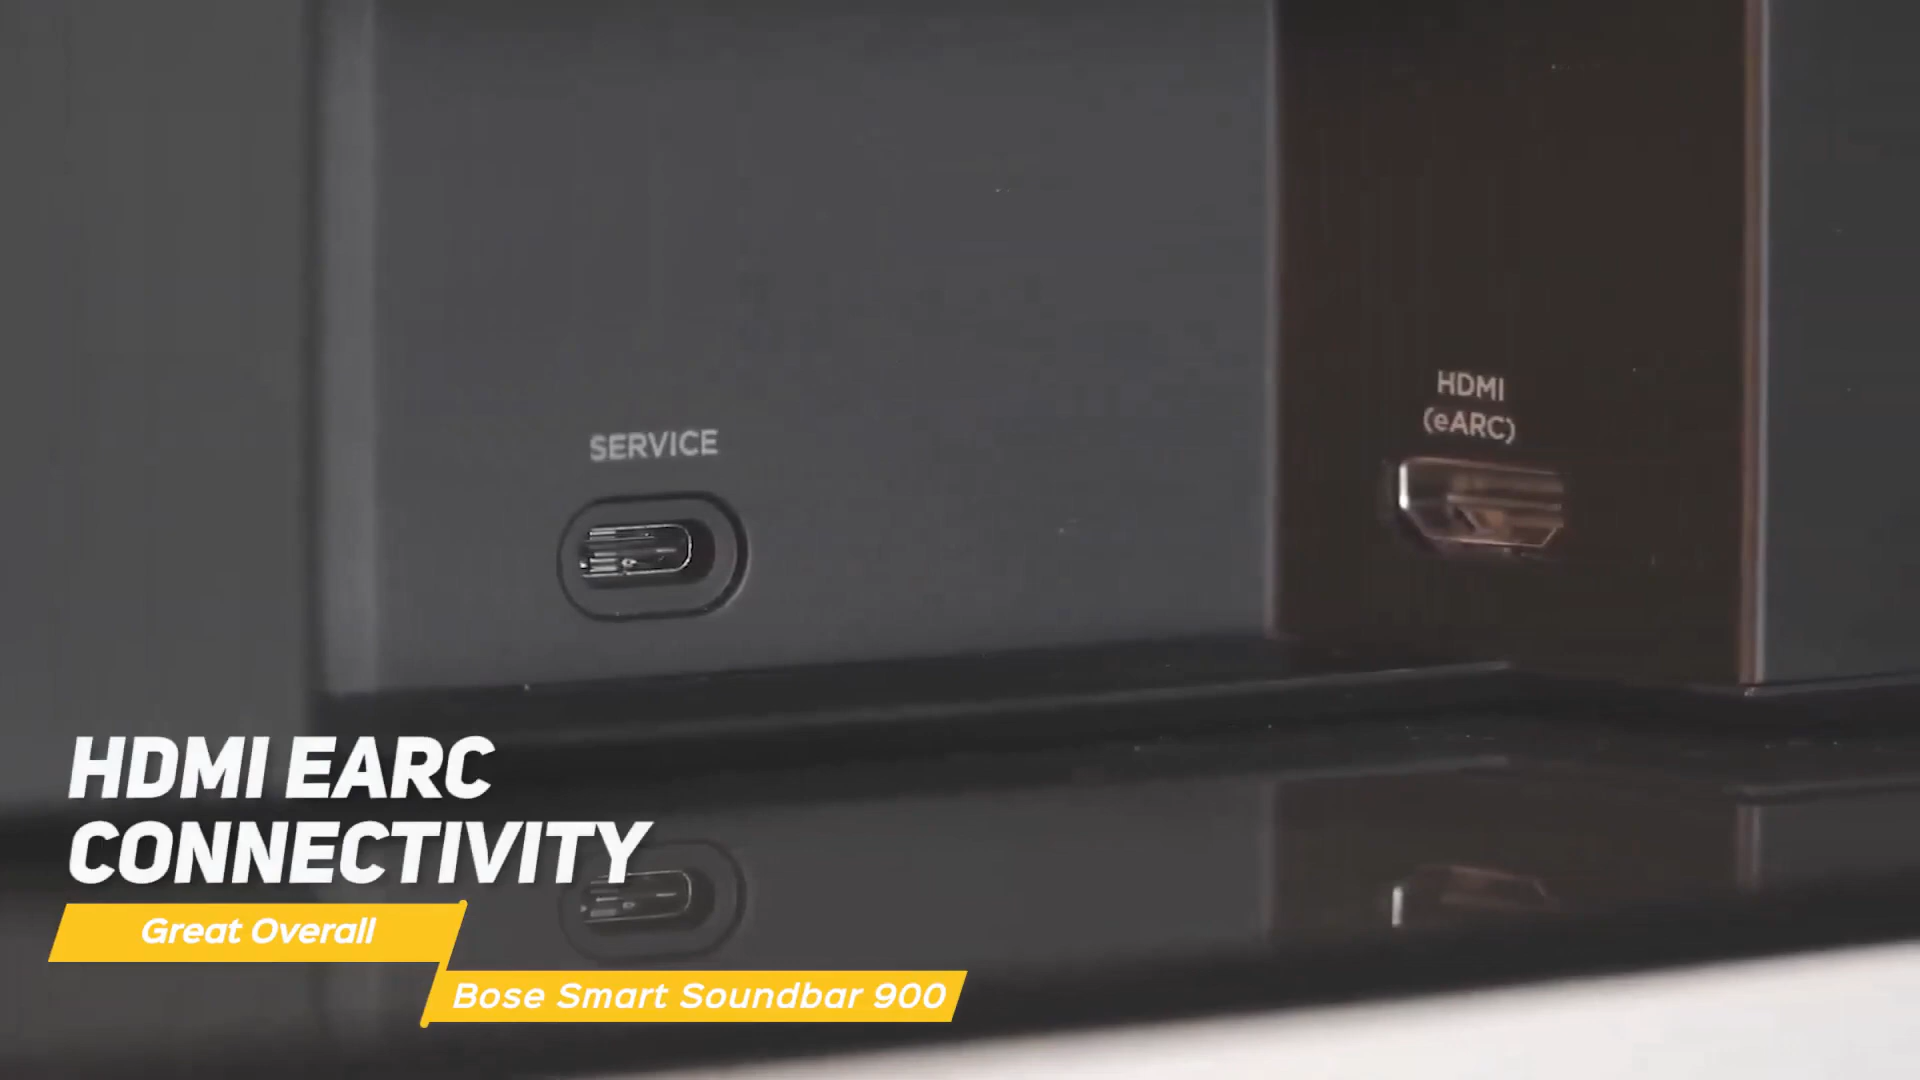 SERVICE
HDMI
(eARC)
HDMI EARC
CONNECTIVITY
Great Overall
Bose Smart Soundbar 900